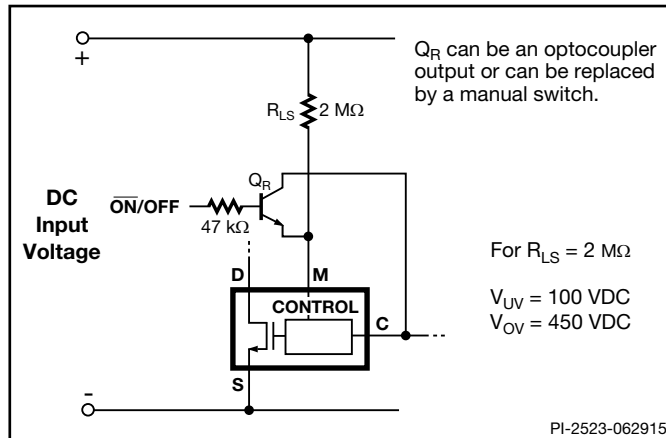 +
Q_R can be an optocoupler
output or can be replaced
by a manual switch.
R_LS
2 MΩ
Q_R
DC
Input
Voltage
O̅N̅/OFF
47 kΩ
For R_LS = 2 MΩ
V_UV = 100 VDC
V_OV = 450 VDC
D
M
CONTROL
C
S
-
PI-2523-062915